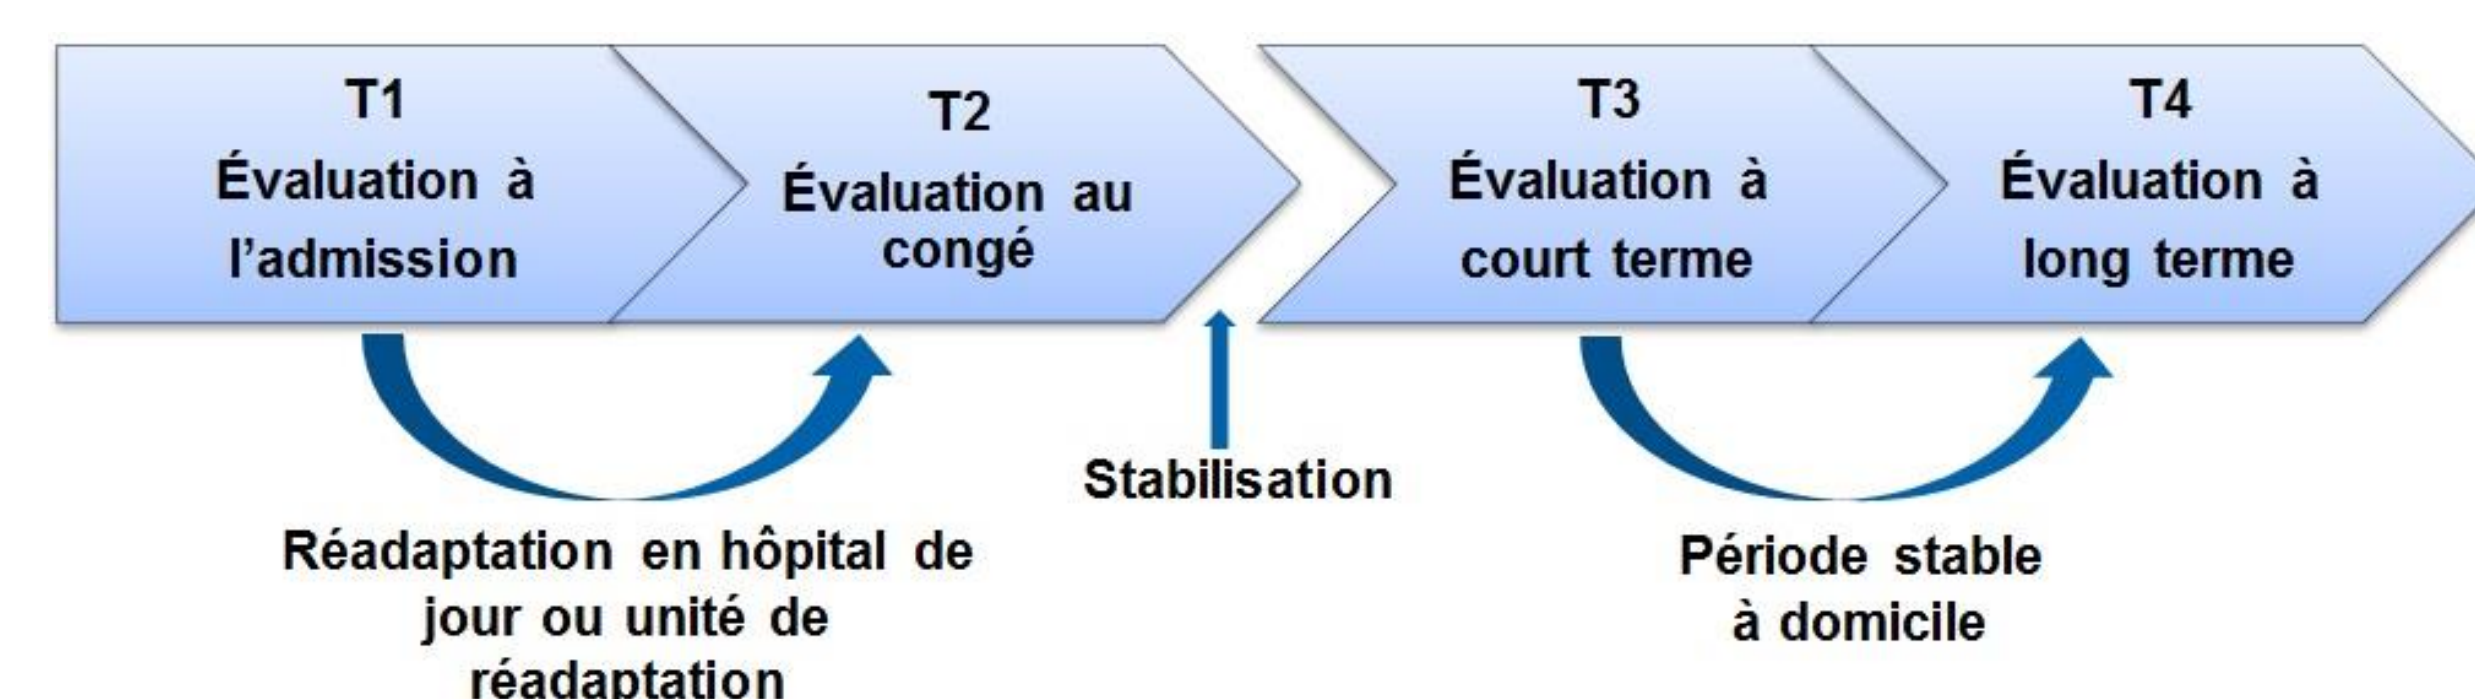 T1
Évaluation à
l'admission
T2
Évaluation au
congé
T3
Évaluation à
court terme
T4
Évaluation à
long terme
Stabilisation
Réadaptation en hôpital de
jour ou unité de
réadaptation
Période stable
à domicile